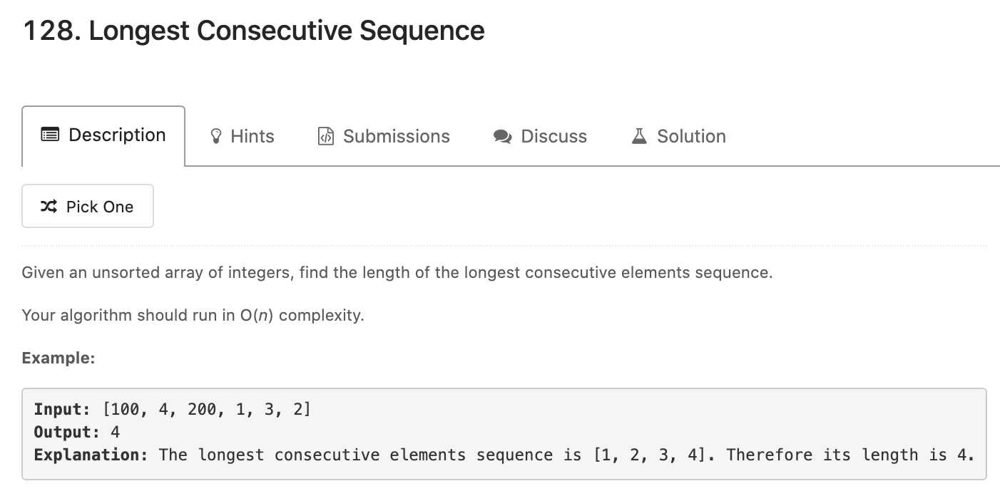 128. Longest Consecutive Sequence
Description
Hints
Submissions
Discuss
Solution
Pick One
Given an unsorted array of integers, find the length of the longest consecutive elements sequence.
Your algorithm should run in O(n) complexity.
Example:
Input: [100, 4, 200, 1, 3, 2]
Output: 4
Explanation: The longest consecutive elements sequence is [1, 2, 3, 4]. Therefore its length is 4.